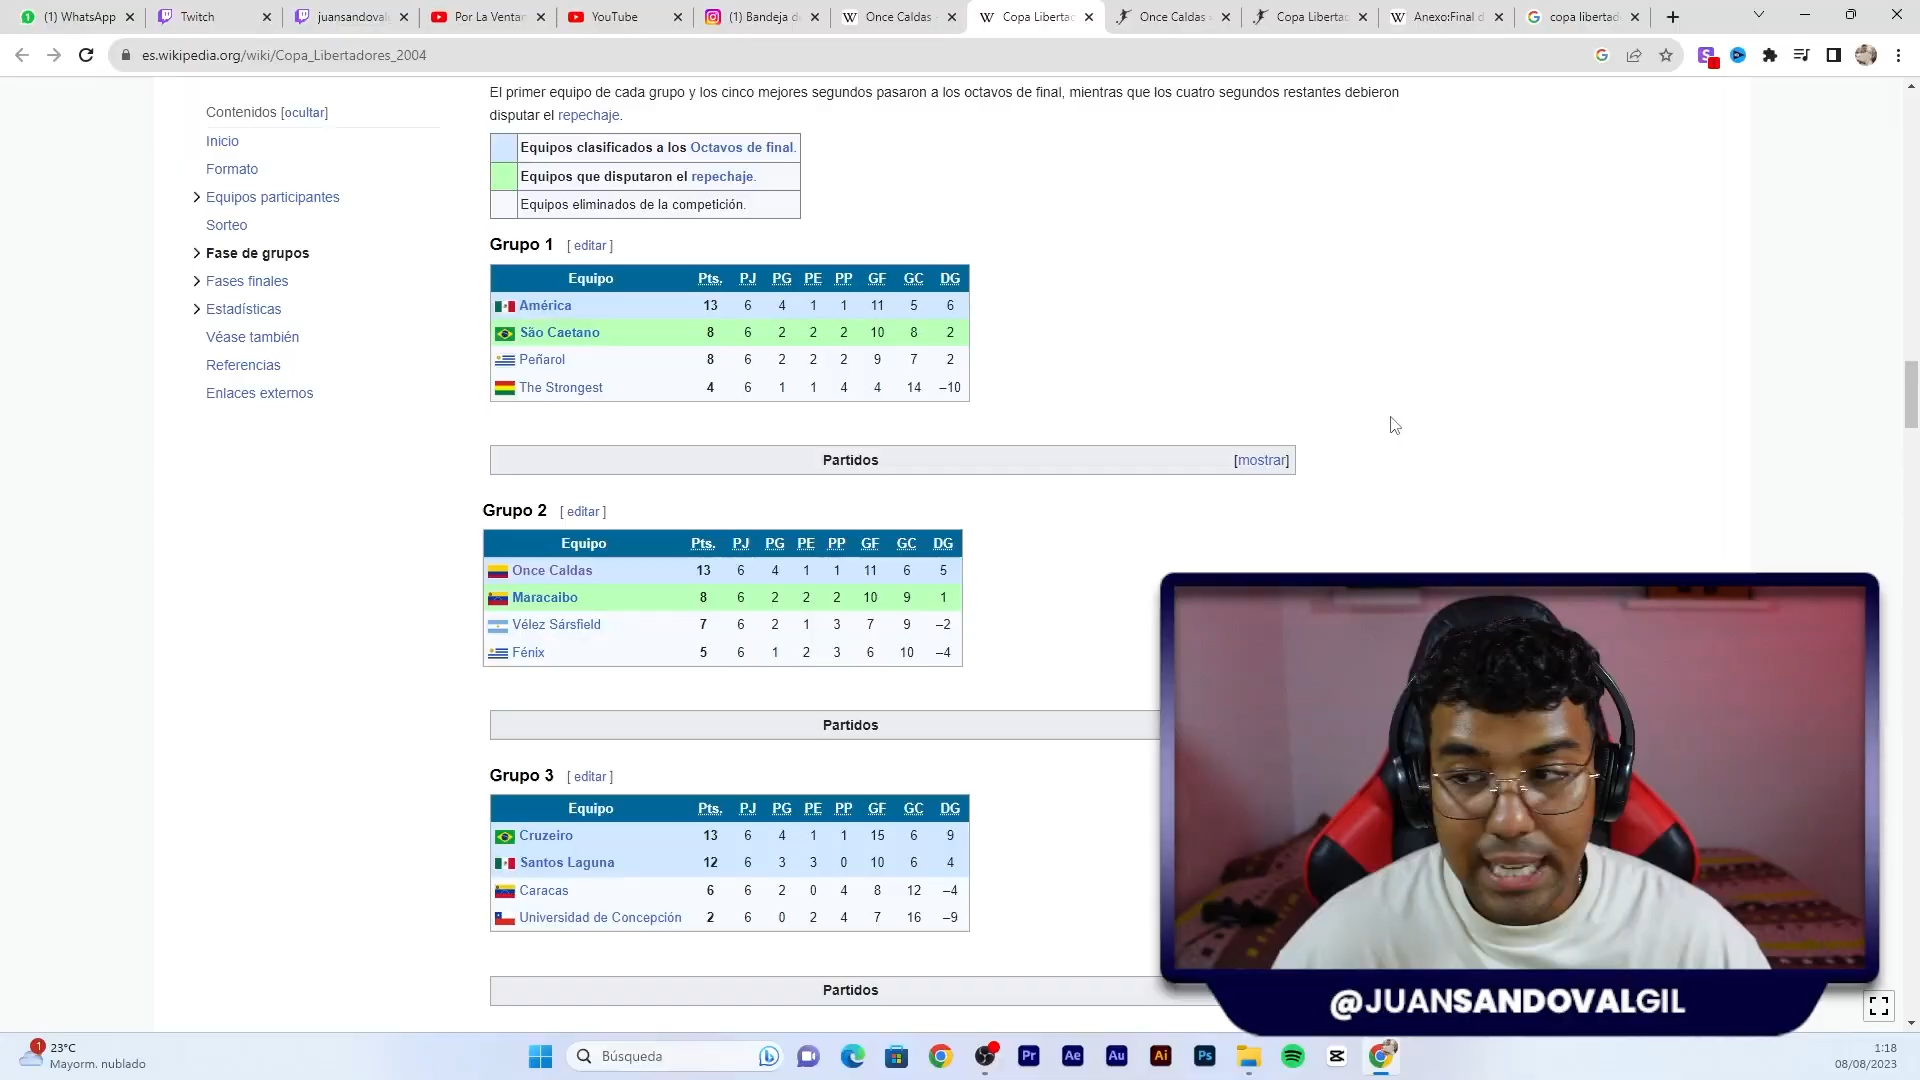 (1) WhatsApp
Twitch
juansandoval
Por La Ventan
YouTube
(1) Bandeja d
Once Caldas -
Copa Libertad
Once Caldas »
Copa Libertad
Anexo:Final d
copa libertado
es.wikipedia.org/wiki/Copa_Libertadores_2004
El primer equipo de cada grupo y los cinco mejores segundos pasaron a los octavos de final, mientras que los cuatro segundos restantes debieron
disputar el repechaje.
Contenidos [ocultar]
Inicio
Formato
Equipos participantes
Sorteo
Fase de grupos
Fases finales
Estadísticas
Véase también
Referencias
Enlaces externos
Equipos clasificados a los Octavos de final.
Equipos que disputaron el repechaje.
Equipos eliminados de la competición.
Grupo 1 [ editar ]
Equipo Pts. PJ PG PE PP GF GC DG
América 13 6 4 1 1 11 5 6
São Caetano 8 6 2 2 2 10 8 2
Peñarol 8 6 2 2 2 9 7 2
The Strongest 4 6 1 1 4 4 14 –10
Partidos [mostrar]
Grupo 2 [ editar ]
Equipo Pts. PJ PG PE PP GF GC DG
Once Caldas 13 6 4 1 1 11 6 5
Maracaibo 8 6 2 2 2 10 9 1
Vélez Sársfield 7 6 2 1 3 7 9 –2
Fénix 5 6 1 2 3 6 10 –4
Partidos
Grupo 3 [ editar ]
Equipo Pts. PJ PG PE PP GF GC DG
Cruzeiro 13 6 4 1 1 15 6 9
Santos Laguna 12 6 3 3 0 10 6 4
Caracas 6 6 2 0 4 8 12 –4
Universidad de Concepción 2 6 0 2 4 7 16 –9
Partidos
@JUANSANDOVALGIL
1
23°C
Mayorm. nublado
Búsqueda
Pr
Ae
Au
Ai
Ps
1:18
08/08/2023